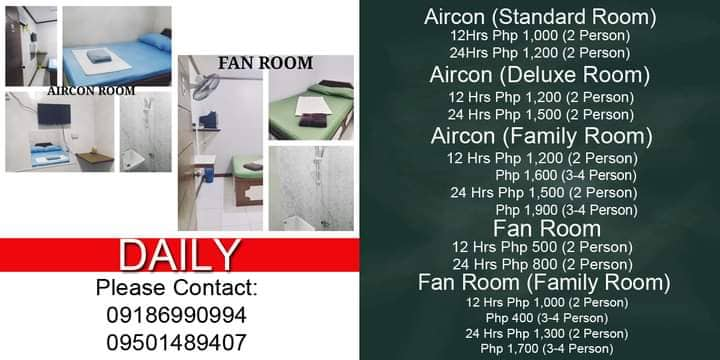 AIRCON ROOM
FAN ROOM
DAILY
Please Contact:
09186990994
09501489407
Aircon (Standard Room)
12Hrs Php 1,000 (2 Person)
24Hrs Php 1,200 (2 Person)
Aircon (Deluxe Room)
12 Hrs Php 1,200 (2 Person)
24 Hrs Php 1,500 (2 Person)
Aircon (Family Room)
12 Hrs Php 1,200 (2 Person)
Php 1,600 (3-4 Person)
24 Hrs Php 1,500 (2 Person)
Php 1,900 (3-4 Person)
Fan Room
12 Hrs Php 500 (2 Person)
24 Hrs Php 800 (2 Person)
Fan Room (Family Room)
12 Hrs Php 1,000 (2 Person)
Php 400 (3-4 Person)
24 Hrs Php 1,300 (2 Person)
Php 1,700 (3-4 Person)